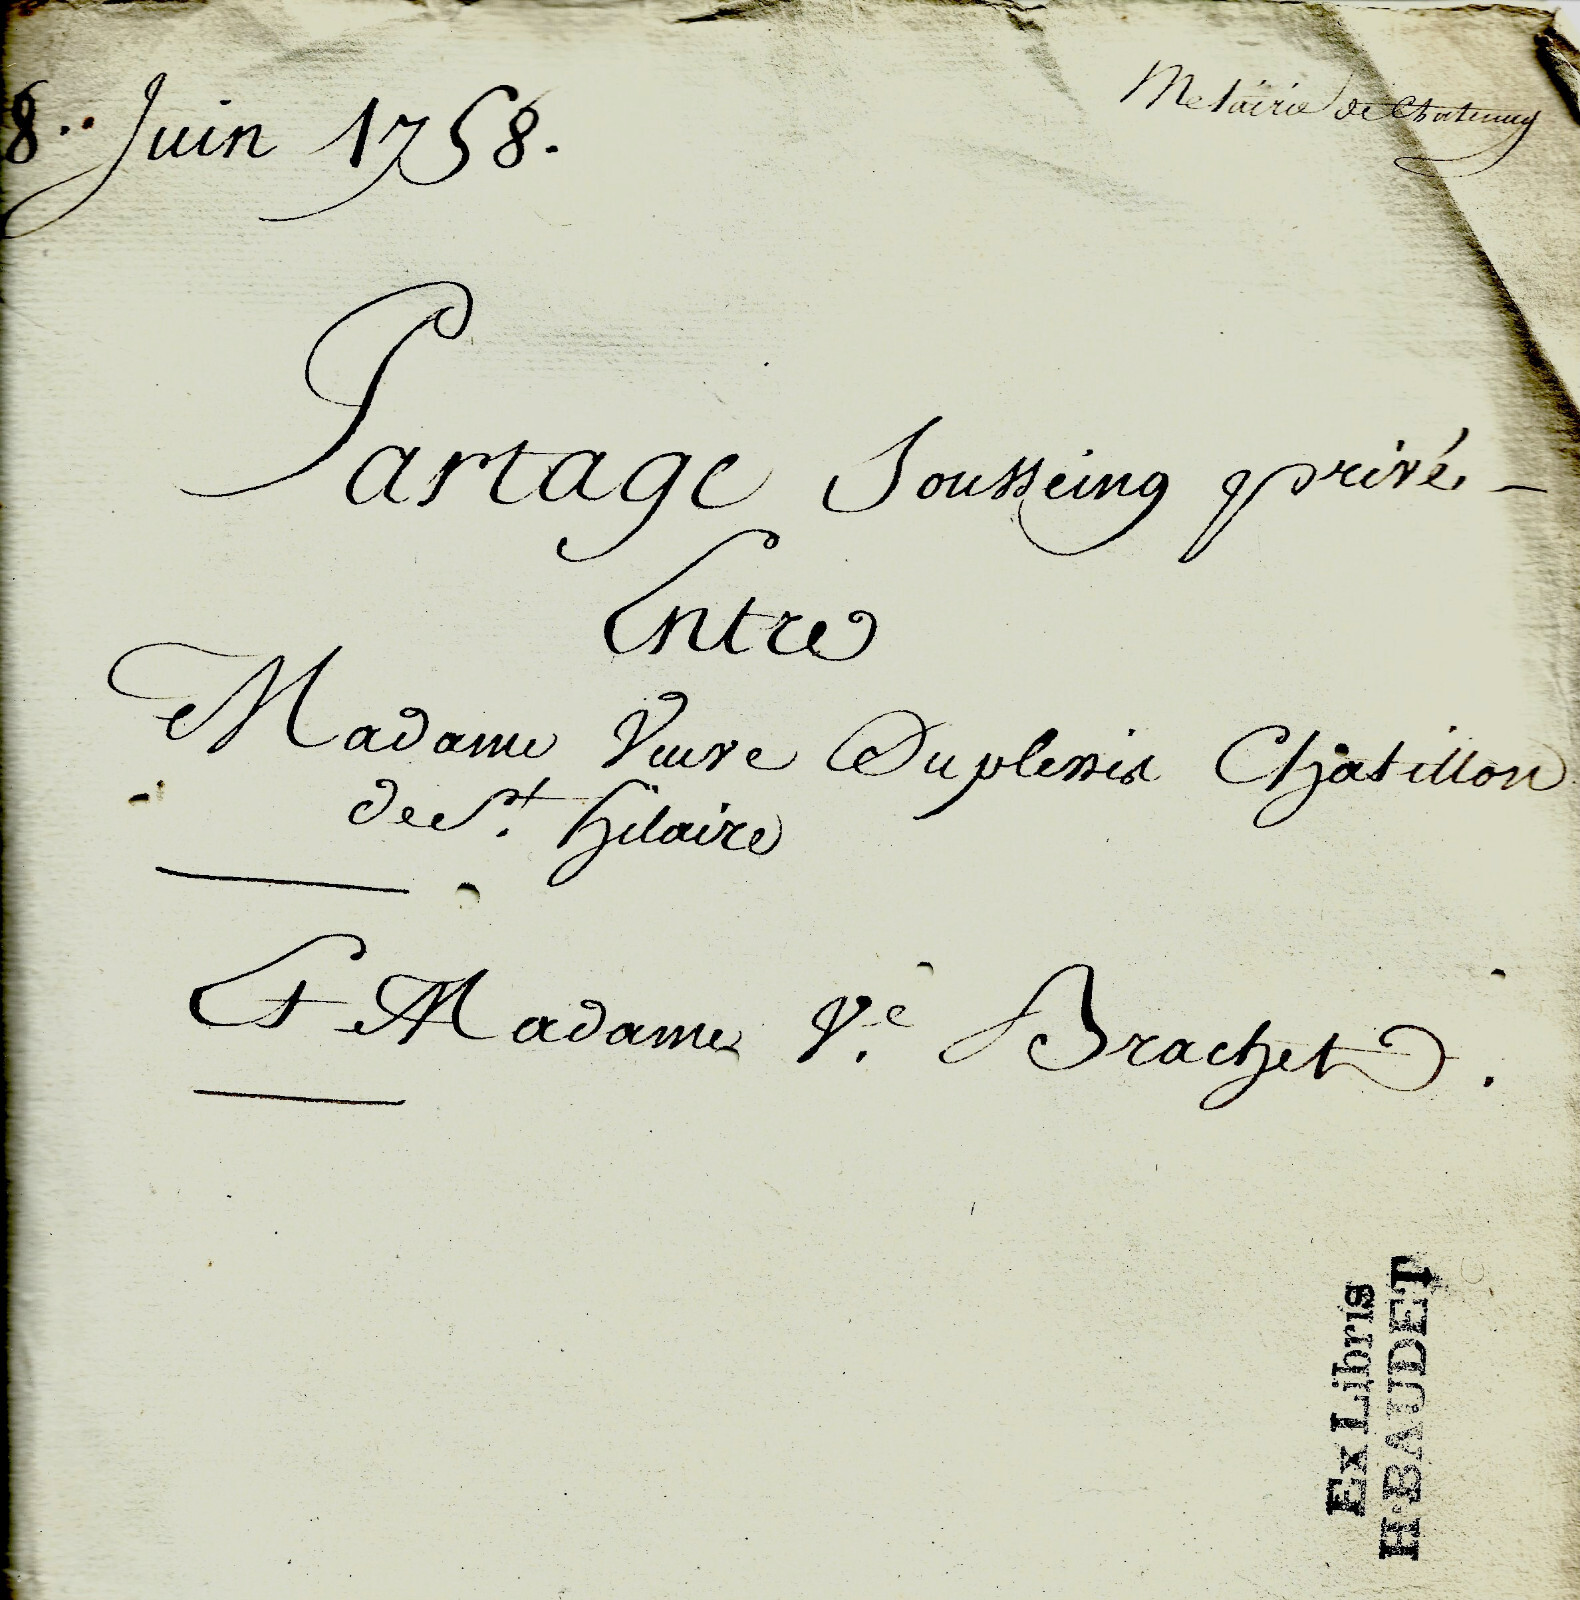 8.. Juin 1758.
Metairie de Chatenay
Partage Sousseing privé. -
Entre
Madame Veuve Duplessis Chatillon
de St. hilaire
Et Madame Ve. Brachet.
Ex Libris
H. BAUDET